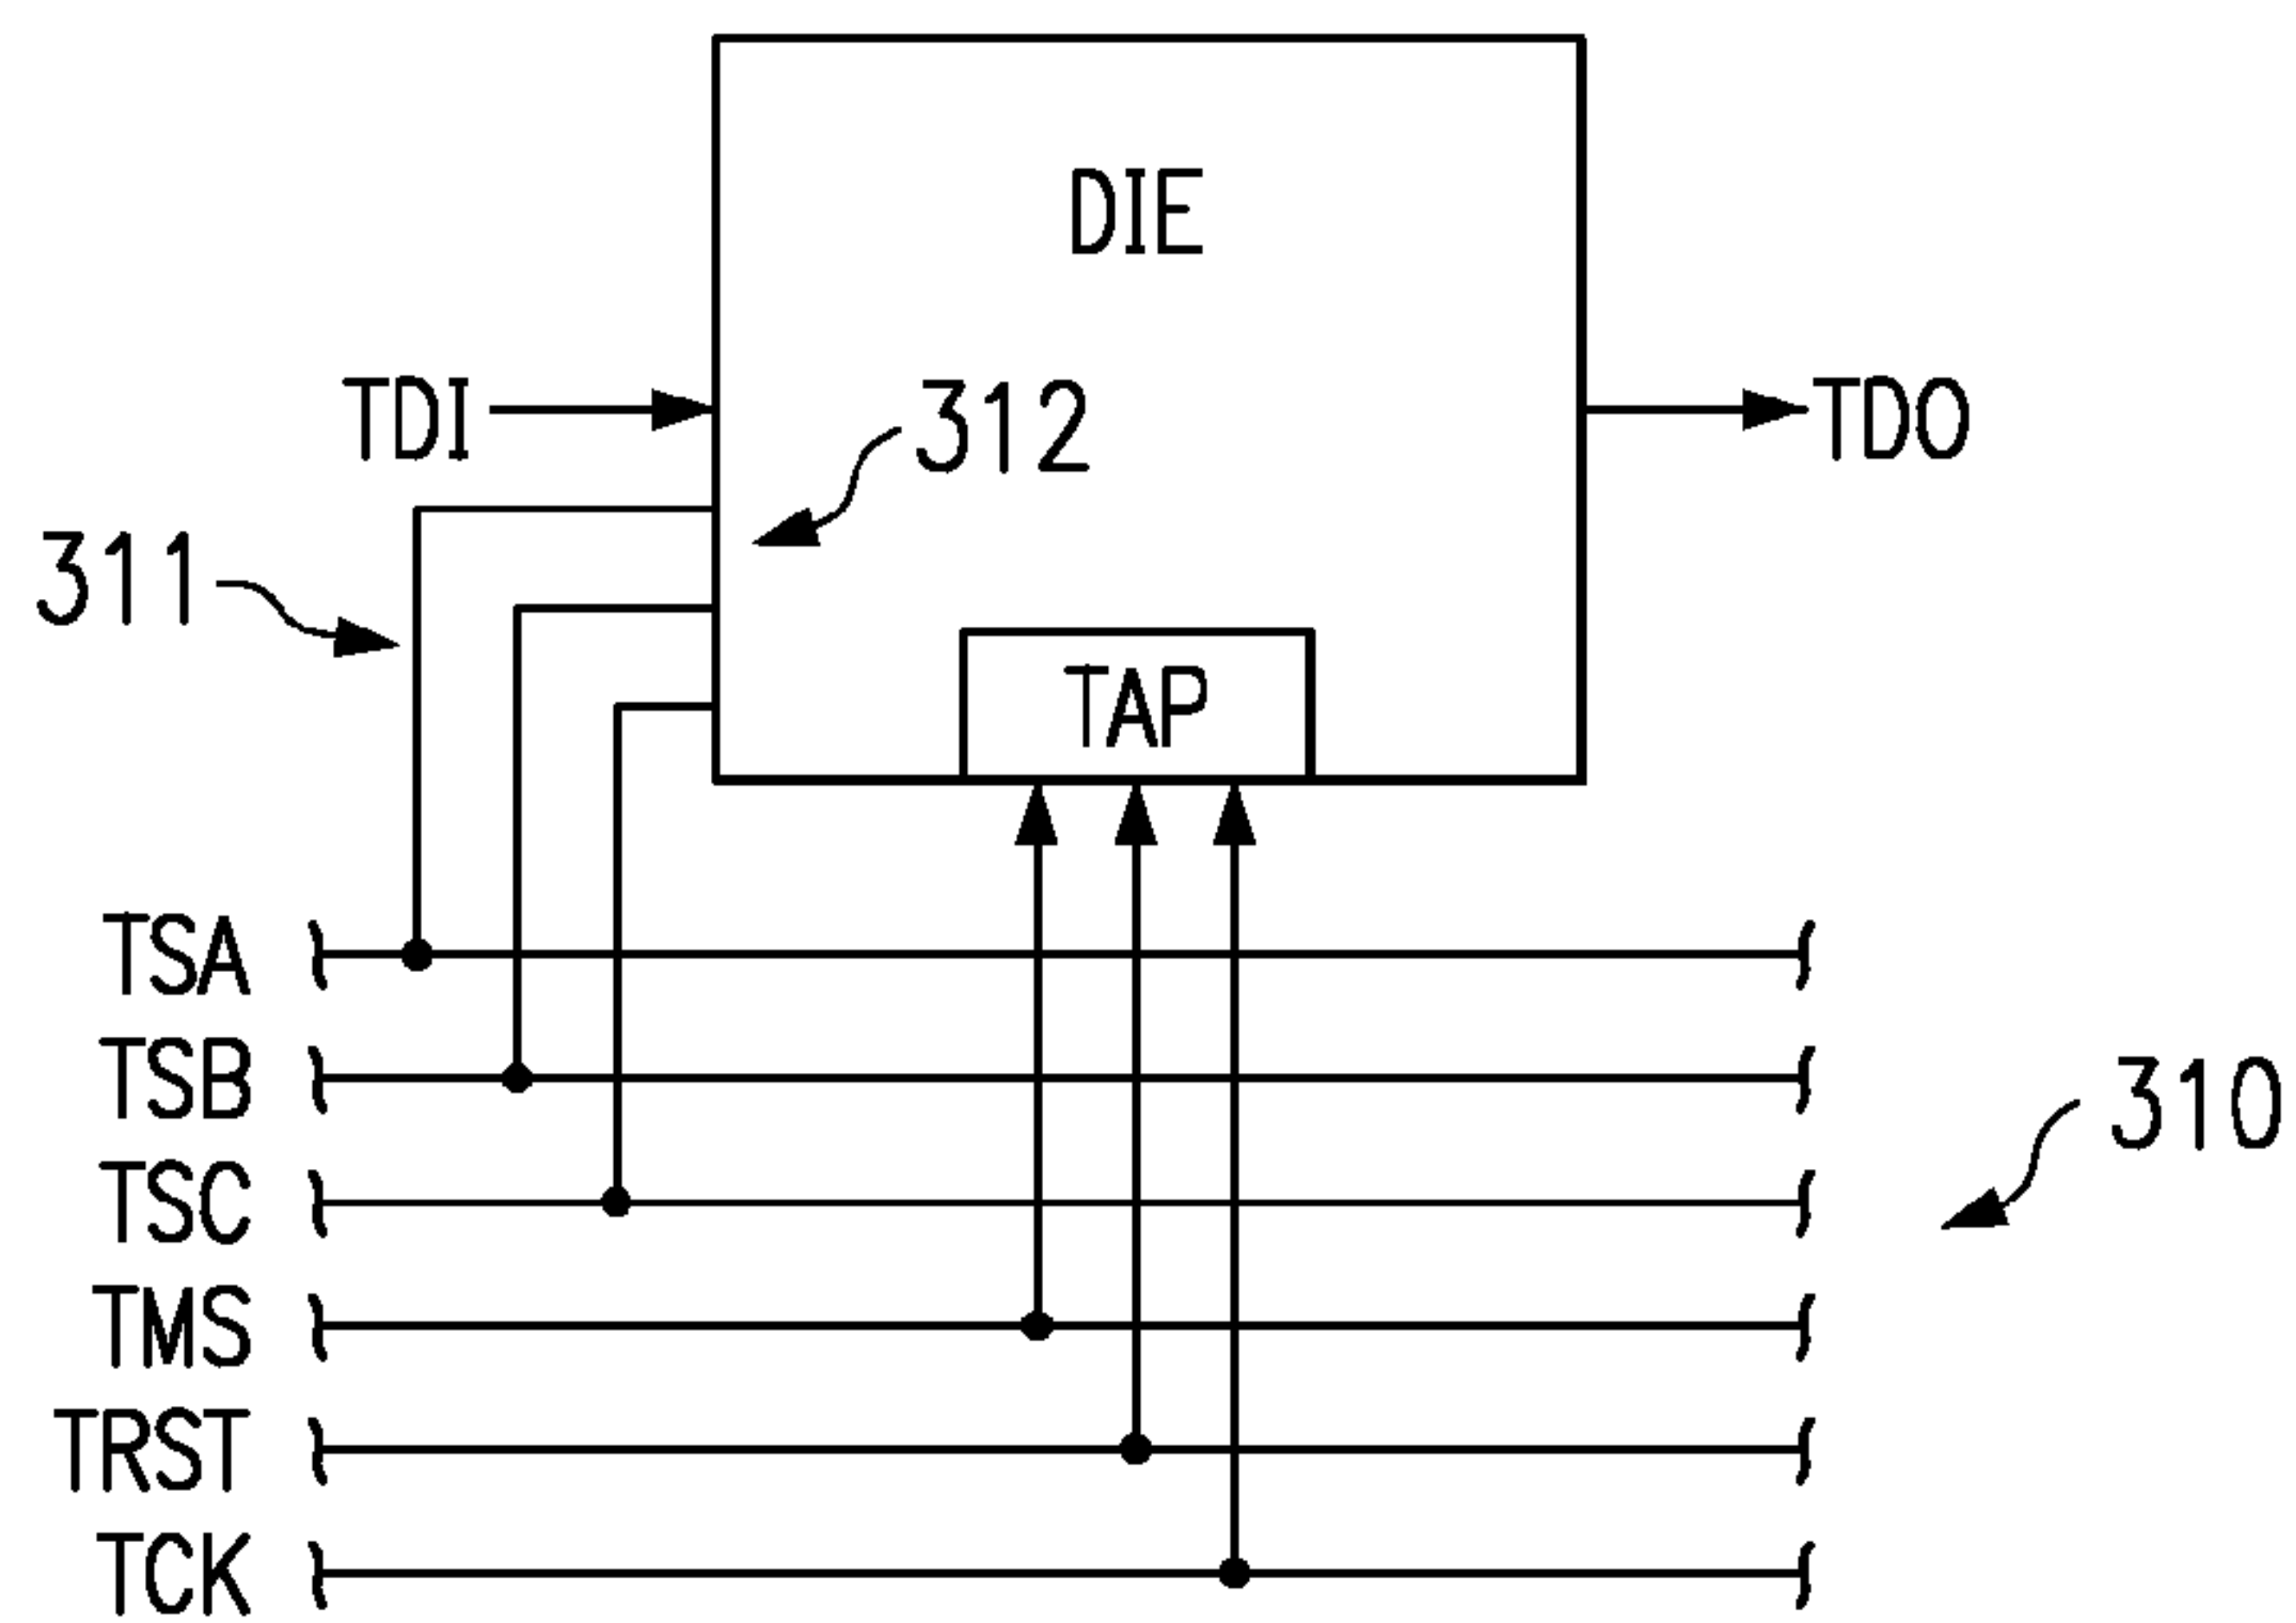 DIE
TDI
312
TDO
311
TAP
TSA
TSB
310
TSC
TMS
TRST
TCK